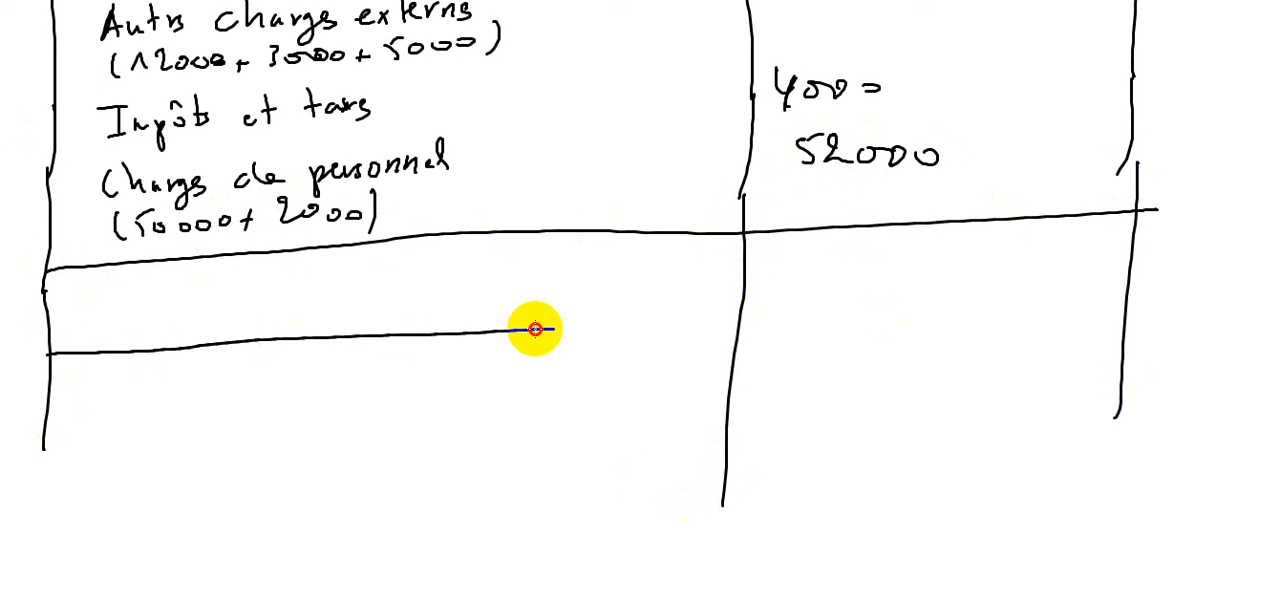 Autrs charges externs
(12000 + 3000 + 5000)
4000
Impôts et taxes
52000
Charges de personnel
(50000 + 2000)